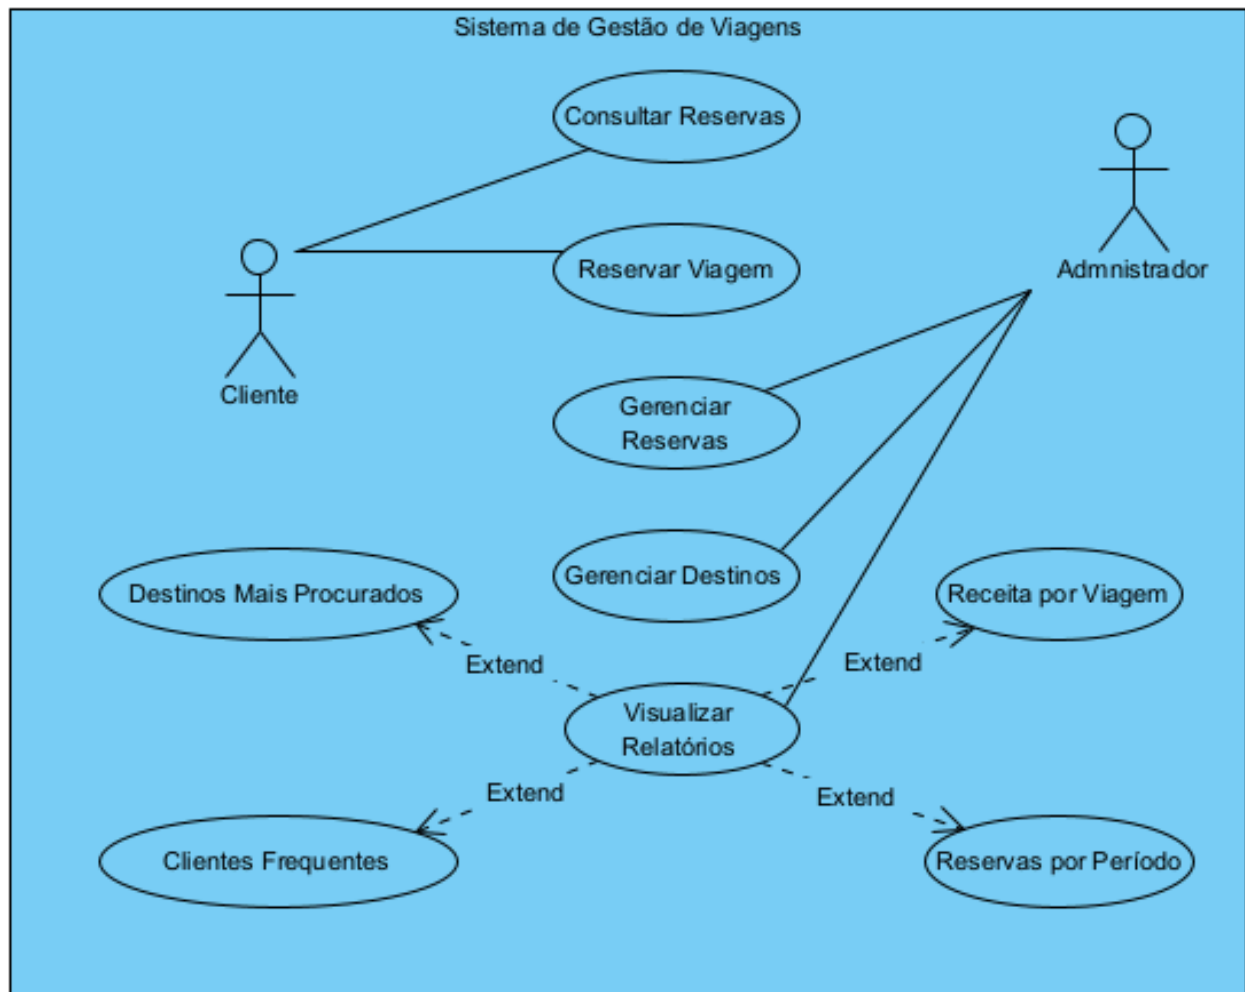 Sistema de Gestão de Viagens
Consultar Reservas
Reservar Viagem
Admnistrador
Cliente
Gerenciar
Reservas
Gerenciar Destinos
Destinos Mais Procurados
Receita por Viagem
Extend
Extend
Visualizar
Relatórios
Extend
Extend
Clientes Frequentes
Reservas por Período